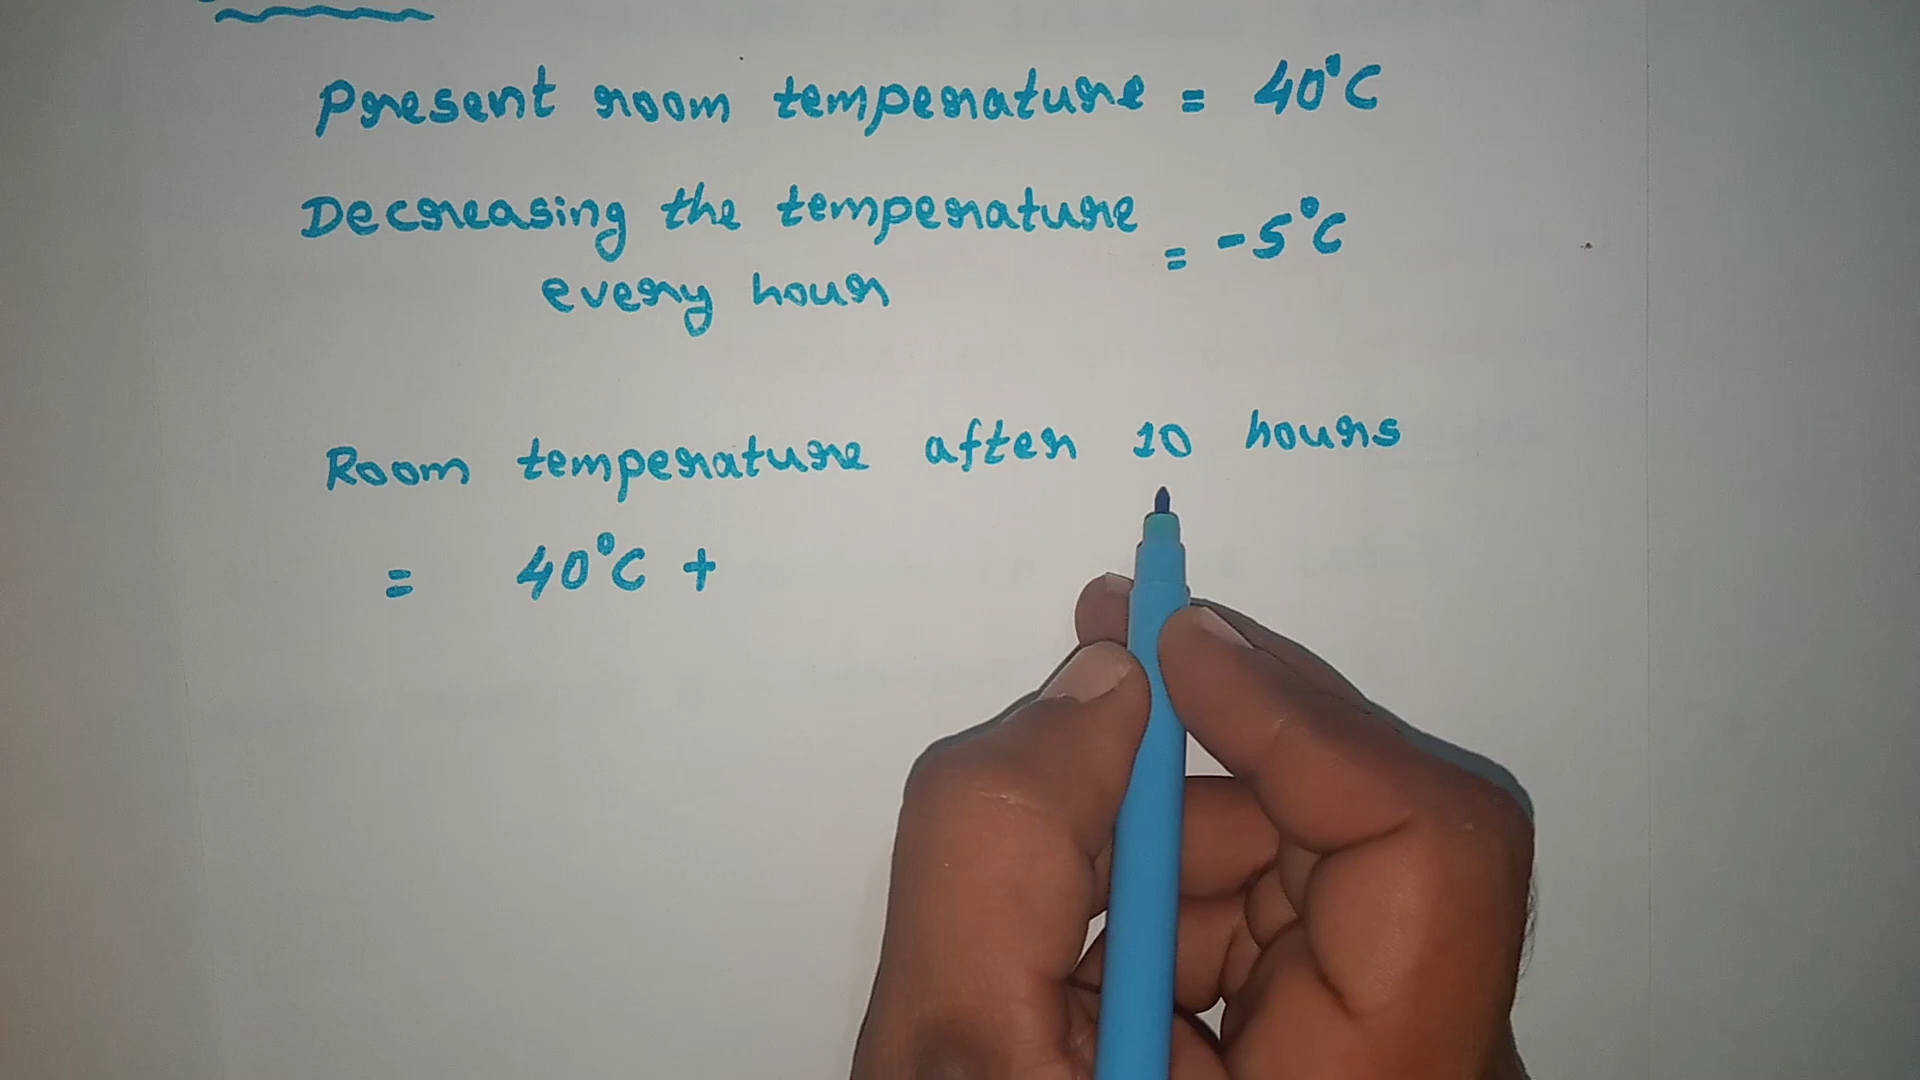 Present room temperature = 40°C
Decreasing the temperature
every hour = -5°C
Room temperature after 10 hours
= 40°C +